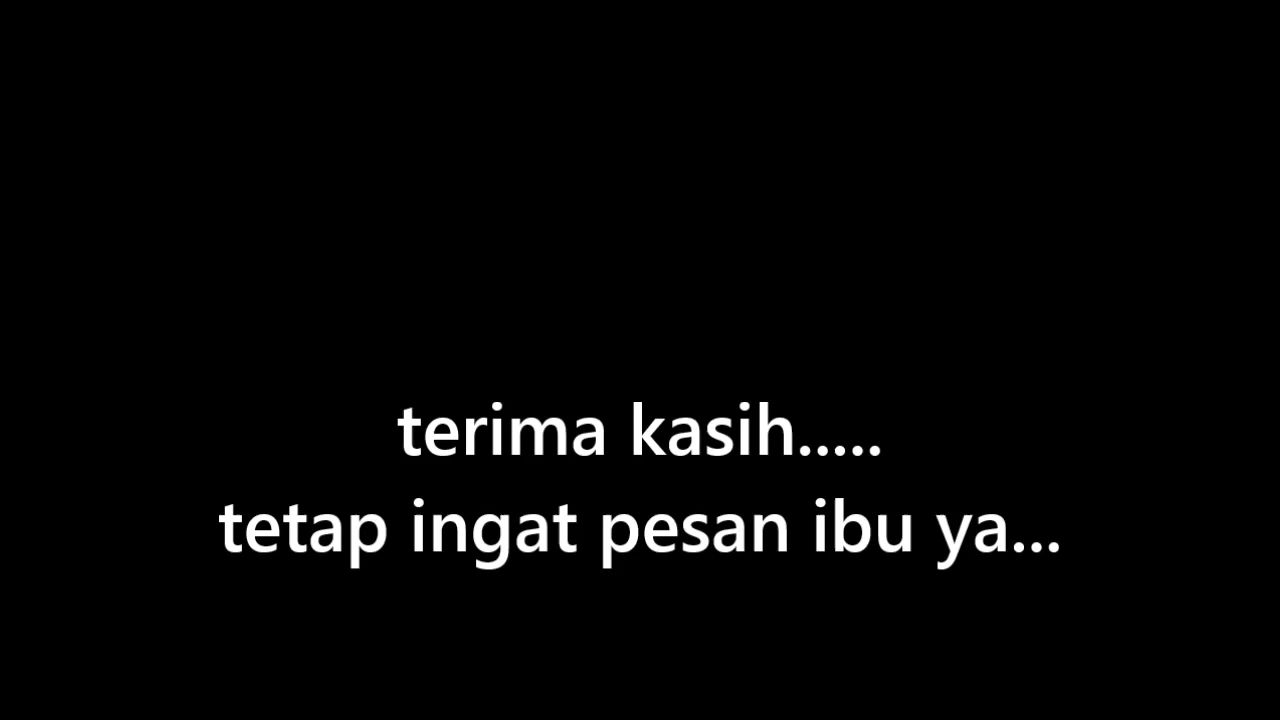 terima kasih.....
tetap ingat pesan ibu ya...